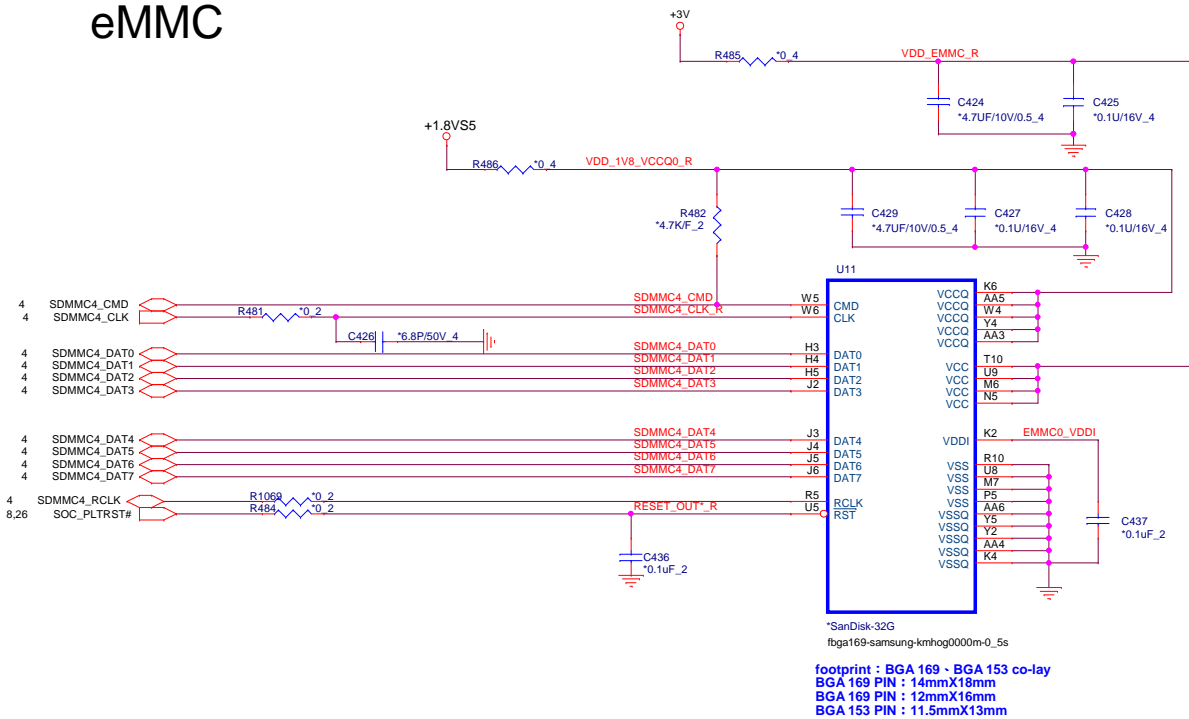 eMMC
+3V
R485
*0_4
VDD_EMMC_R
C424
*4.7UF/10V/0.5_4
C425
*0.1U/16V_4
+1.8VS5
R486
*0_4
VDD_1V8_VCCQ0_R
R482
*4.7K/F_2
C429
*4.7UF/10V/0.5_4
C427
*0.1U/16V_4
C428
*0.1U/16V_4
U11
4 SDMMC4_CMD SDMMC4_CMD W5 CMD
4 SDMMC4_CLK R481 *0_2 SDMMC4_CLK_R W6 CLK
C426 *6.8P/50V_4
4 SDMMC4_DAT0 SDMMC4_DAT0 H3 DAT0
4 SDMMC4_DAT1 SDMMC4_DAT1 H4 DAT1
4 SDMMC4_DAT2 SDMMC4_DAT2 H5 DAT2
4 SDMMC4_DAT3 SDMMC4_DAT3 J2 DAT3
4 SDMMC4_DAT4 SDMMC4_DAT4 J3 DAT4
4 SDMMC4_DAT5 SDMMC4_DAT5 J4 DAT5
4 SDMMC4_DAT6 SDMMC4_DAT6 J5 DAT6
4 SDMMC4_DAT7 SDMMC4_DAT7 J6 DAT7
4 SDMMC4_RCLK R1069 *0_2 R5 RCLK
8,26 SOC_PLTRST# R484 *0_2 RESET_OUT*_R U5 RST
C436
*0.1uF_2
VCCQ K6
VCCQ AA5
VCCQ W4
VCCQ Y4
VCCQ AA3
VCC T10
VCC U9
VCC M6
VCC N5
VDDI K2 EMMC0_VDDI
VSS R10
VSS U8
VSS M7
VSS P5
VSSQ AA6
VSSQ Y5
VSSQ Y2
VSSQ AA4
VSSQ K4
C437
*0.1uF_2
*SanDisk-32G
fbga169-samsung-kmhog0000m-0_5s
footprint：BGA 169、BGA 153 co-lay
BGA 169 PIN：14mmX18mm
BGA 169 PIN：12mmX16mm
BGA 153 PIN：11.5mmX13mm